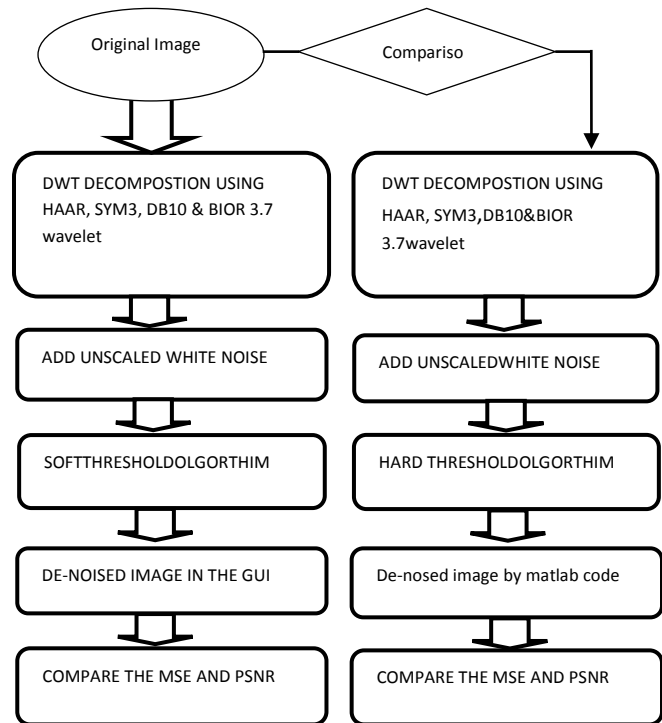 Original Image
Compariso
DWT DECOMPOSTION USING
HAAR, SYM3, DB10 & BIOR 3.7
wavelet
DWT DECOMPOSTION USING
HAAR, SYM3,DB10&BIOR
3.7wavelet
ADD UNSCALED WHITE NOISE
ADD UNSCALEDWHITE NOISE
SOFTTHRESHOLDOLGORTHIM
HARD THRESHOLDOLGORTHIM
DE-NOISED IMAGE IN THE GUI
De-nosed image by matlab code
COMPARE THE MSE AND PSNR
COMPARE THE MSE AND PSNR